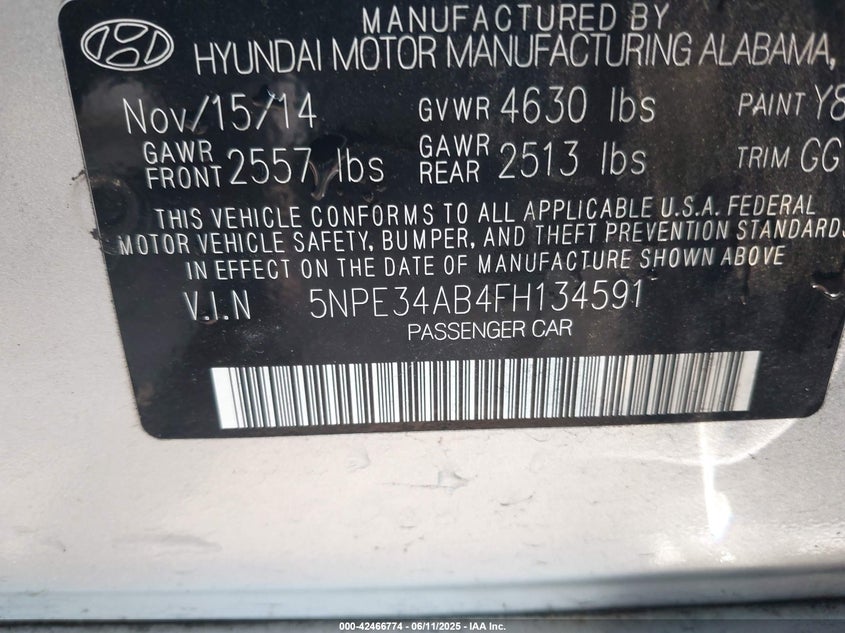 MANUFACTURED BY
HYUNDAI MOTOR MANUFACTURING ALABAMA,
Nov/15/14 GVWR 4630 lbs PAINT Y8
GAWR FRONT 2557 lbs GAWR REAR 2513 lbs TRIM GG
THIS VEHICLE CONFORMS TO ALL APPLICABLE U.S.A. FEDERAL
MOTOR VEHICLE SAFETY, BUMPER, AND THEFT PREVENTION STANDARDS
IN EFFECT ON THE DATE OF MANUFACTURE SHOWN ABOVE
V.I.N 5NPE34AB4FH134591
PASSENGER CAR
000-42466774 - 06/11/2025 - IAA Inc.